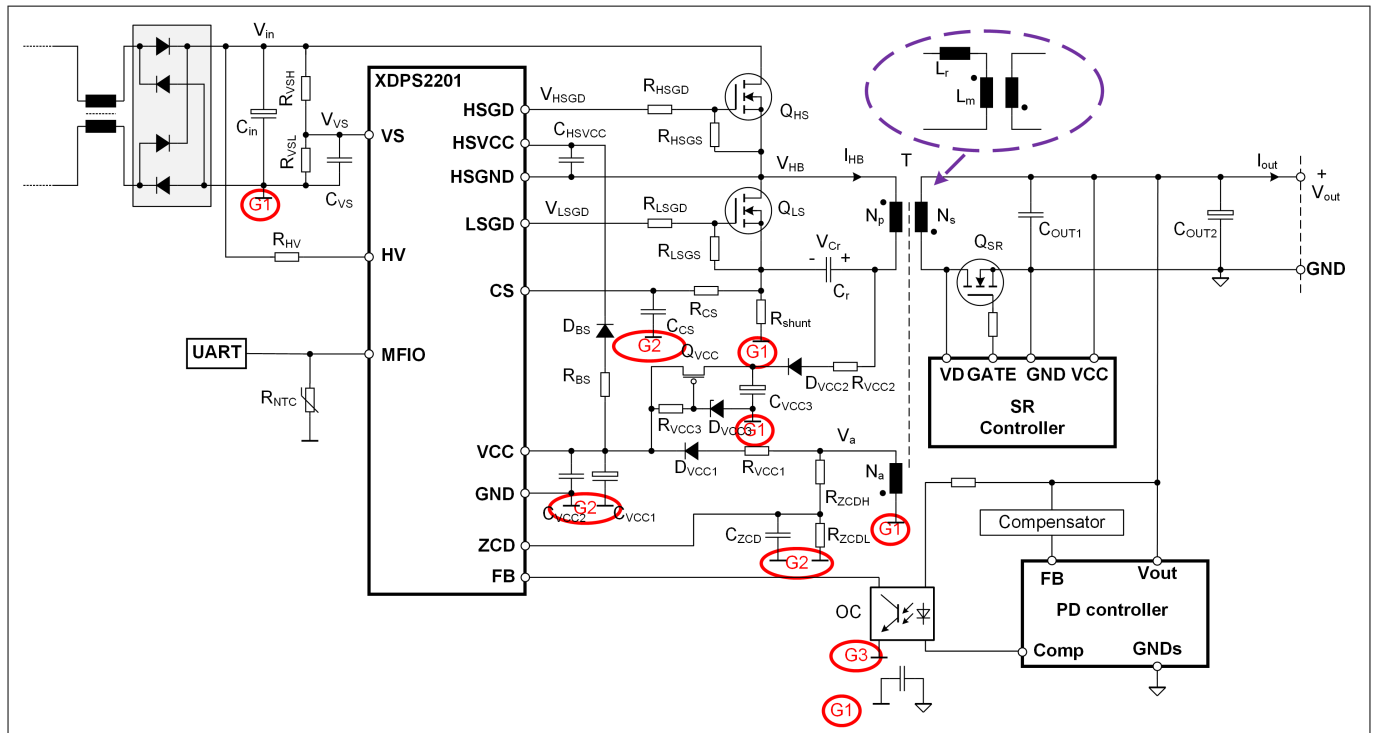 Vin
XDPS2201
RVSH
Cin
RVSL
VVS
CVS
G1
VS
HV
RHV
UART
MFIO
RNTC
HSGD
HSVCC
HSGND
LSGD
CS
VCC
GND
ZCD
FB
VHSGD
RHSGD
QHS
RHSGS
CHSVCC
VHB
IHB
T
VLSGD
RLSGD
QLS
RLSGS
VCr
- +
Cr
RCS
CCS
G2
Rshunt
G1
DBS
RBS
QVCC
DVCC2
RVCC2
CVCC3
RVCC3
DVCC3
G1
DVCC1
RVCC1
Va
CVCC2
G2
CVCC1
RZCDH
Na
G1
CZCD
RZCDL
G2
Lr
Lm
Np
Ns
Iout
+
Vout
COUT1
COUT2
QSR
GND
VD GATE GND VCC
SR
Controller
Compensator
FB
Vout
PD controller
Comp
GNDs
OC
G3
G1